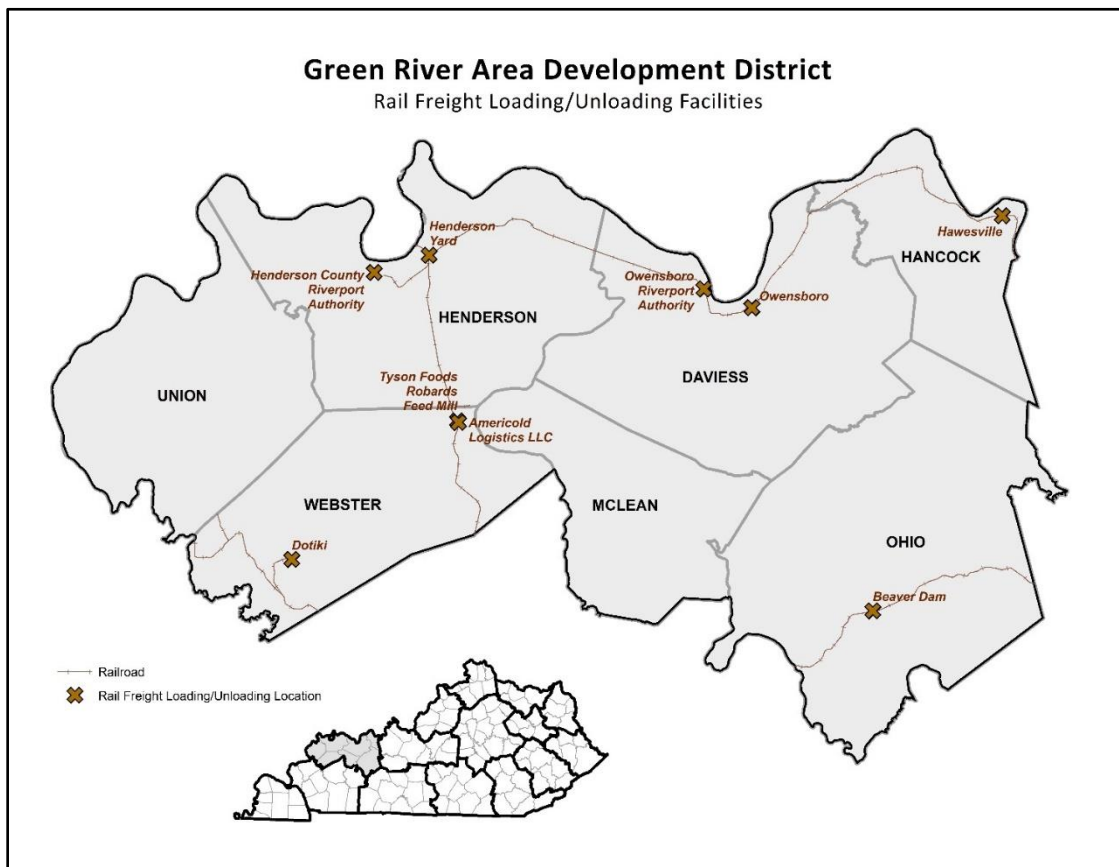 Green River Area Development District
Rail Freight Loading/Unloading Facilities
Henderson
Yard
Hawesville
HANCOCK
Henderson County
Riverport
Authority
Owensboro
Riverport
Authority
Owensboro
HENDERSON
UNION
Tyson Foods
Robards
Feed Mill
DAVIESS
Americold
Logistics LLC
WEBSTER
MCLEAN
OHIO
Dotiki
Beaver Dam
Railroad
Rail Freight Loading/Unloading Location